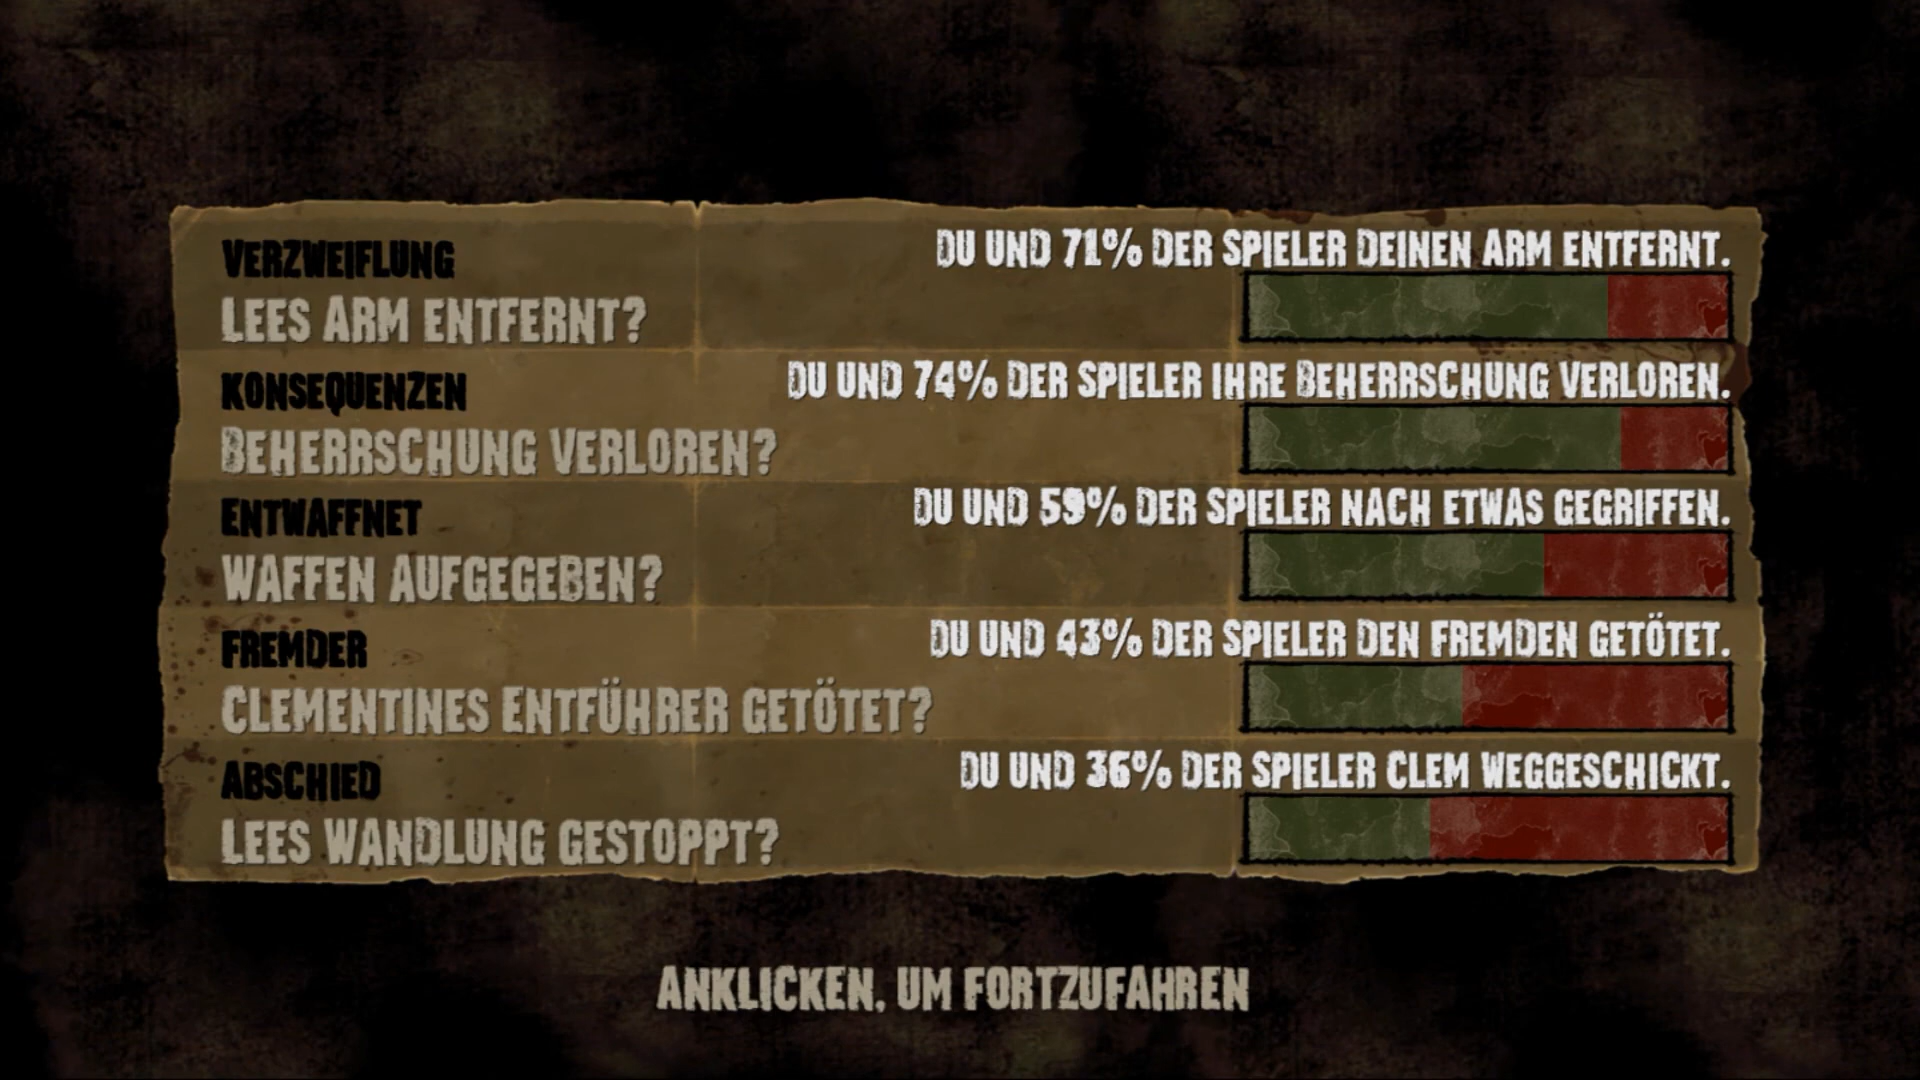 VERZWEIFLUNG
DU UND 71% DER SPIELER DEINEN ARM ENTFERNT.
LEES ARM ENTFERNT?
KONSEQUENZEN
DU UND 74% DER SPIELER IHRE BEHERRSCHUNG VERLOREN.
BEHERRSCHUNG VERLOREN?
ENTWAFFNET
DU UND 59% DER SPIELER NACH ETWAS GEGRIFFEN.
WAFFEN AUFGEGEBEN?
FREMDER
DU UND 43% DER SPIELER DEN FREMDEN GETÖTET.
CLEMENTINES ENTFÜHRER GETÖTET?
ABSCHIED
DU UND 36% DER SPIELER CLEM WEGGESCHICKT.
LEES WANDLUNG GESTOPPT?
ANKLICKEN, UM FORTZUFAHREN